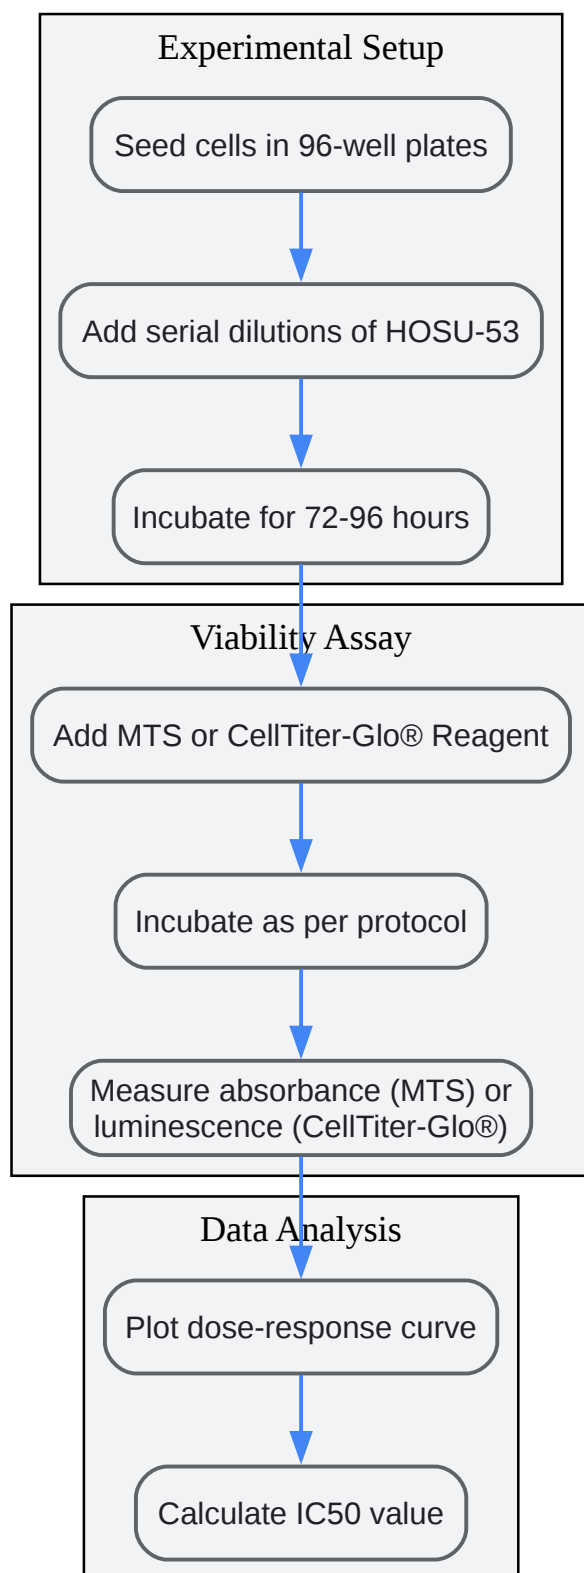 Experimental Setup
Seed cells in 96-well plates
Add serial dilutions of HOSU-53
Incubate for 72-96 hours
Viability Assay
Add MTS or CellTiter-Glo® Reagent
Incubate as per protocol
Measure absorbance (MTS) or
luminescence (CellTiter-Glo®)
Data Analysis
Plot dose-response curve
Calculate IC50 value